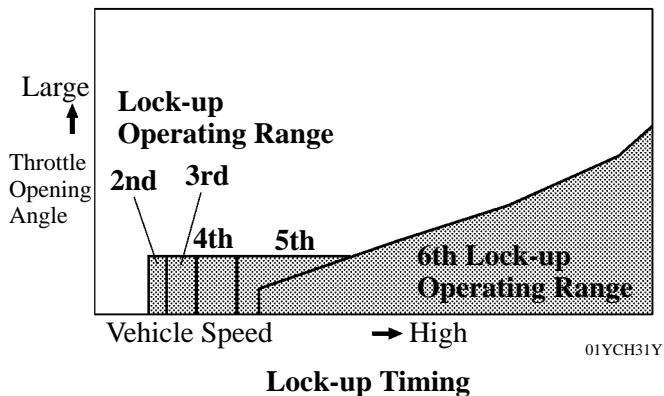 Large
Lock-up
Operating Range
Throttle
Opening
Angle
2nd
3rd
4th
5th
6th Lock-up
Operating Range
Vehicle Speed
High
01YCH31Y
Lock-up Timing